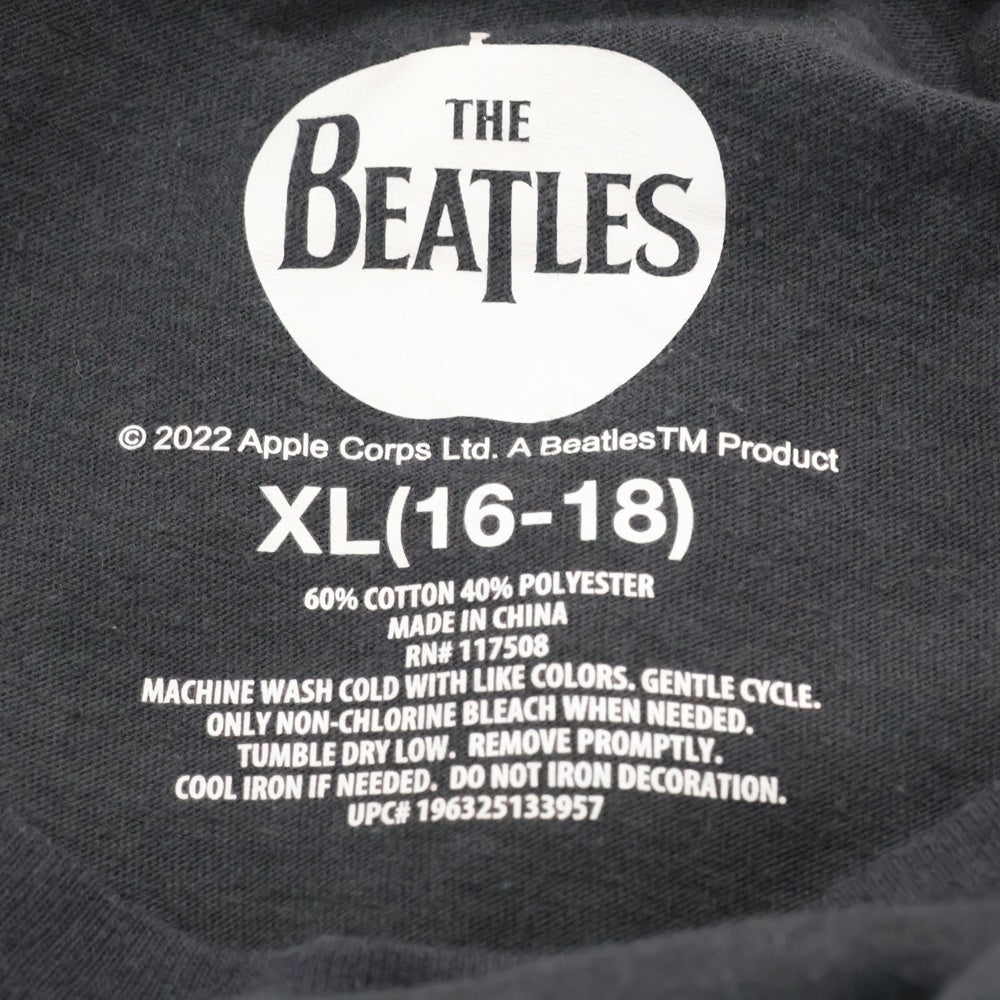 THE
BEATLES
© 2022 Apple Corps Ltd. A BeatlesTM Product
XL(16-18)
60% COTTON 40% POLYESTER
MADE IN CHINA
RN# 117508
MACHINE WASH COLD WITH LIKE COLORS. GENTLE CYCLE.
ONLY NON-CHLORINE BLEACH WHEN NEEDED.
TUMBLE DRY LOW. REMOVE PROMPTLY.
COOL IRON IF NEEDED. DO NOT IRON DECORATION.
UPC# 196325133957